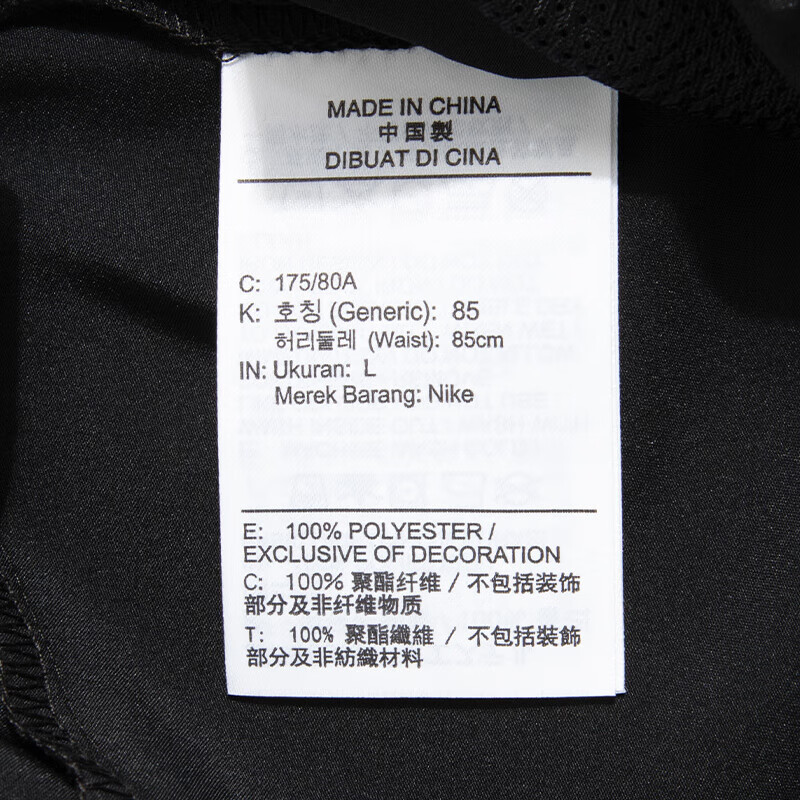 MADE IN CHINA
中国製
DIBUAT DI CINA
C: 175/80A
K: 호칭 (Generic): 85
허리둘레 (Waist): 85cm
IN: Ukuran: L
Merek Barang: Nike
E: 100% POLYESTER /
EXCLUSIVE OF DECORATION
C: 100% 聚酯纤维 / 不包括装饰
部分及非纤维物质
T: 100% 聚酯纖維 / 不包括裝飾
部分及非紡織材料